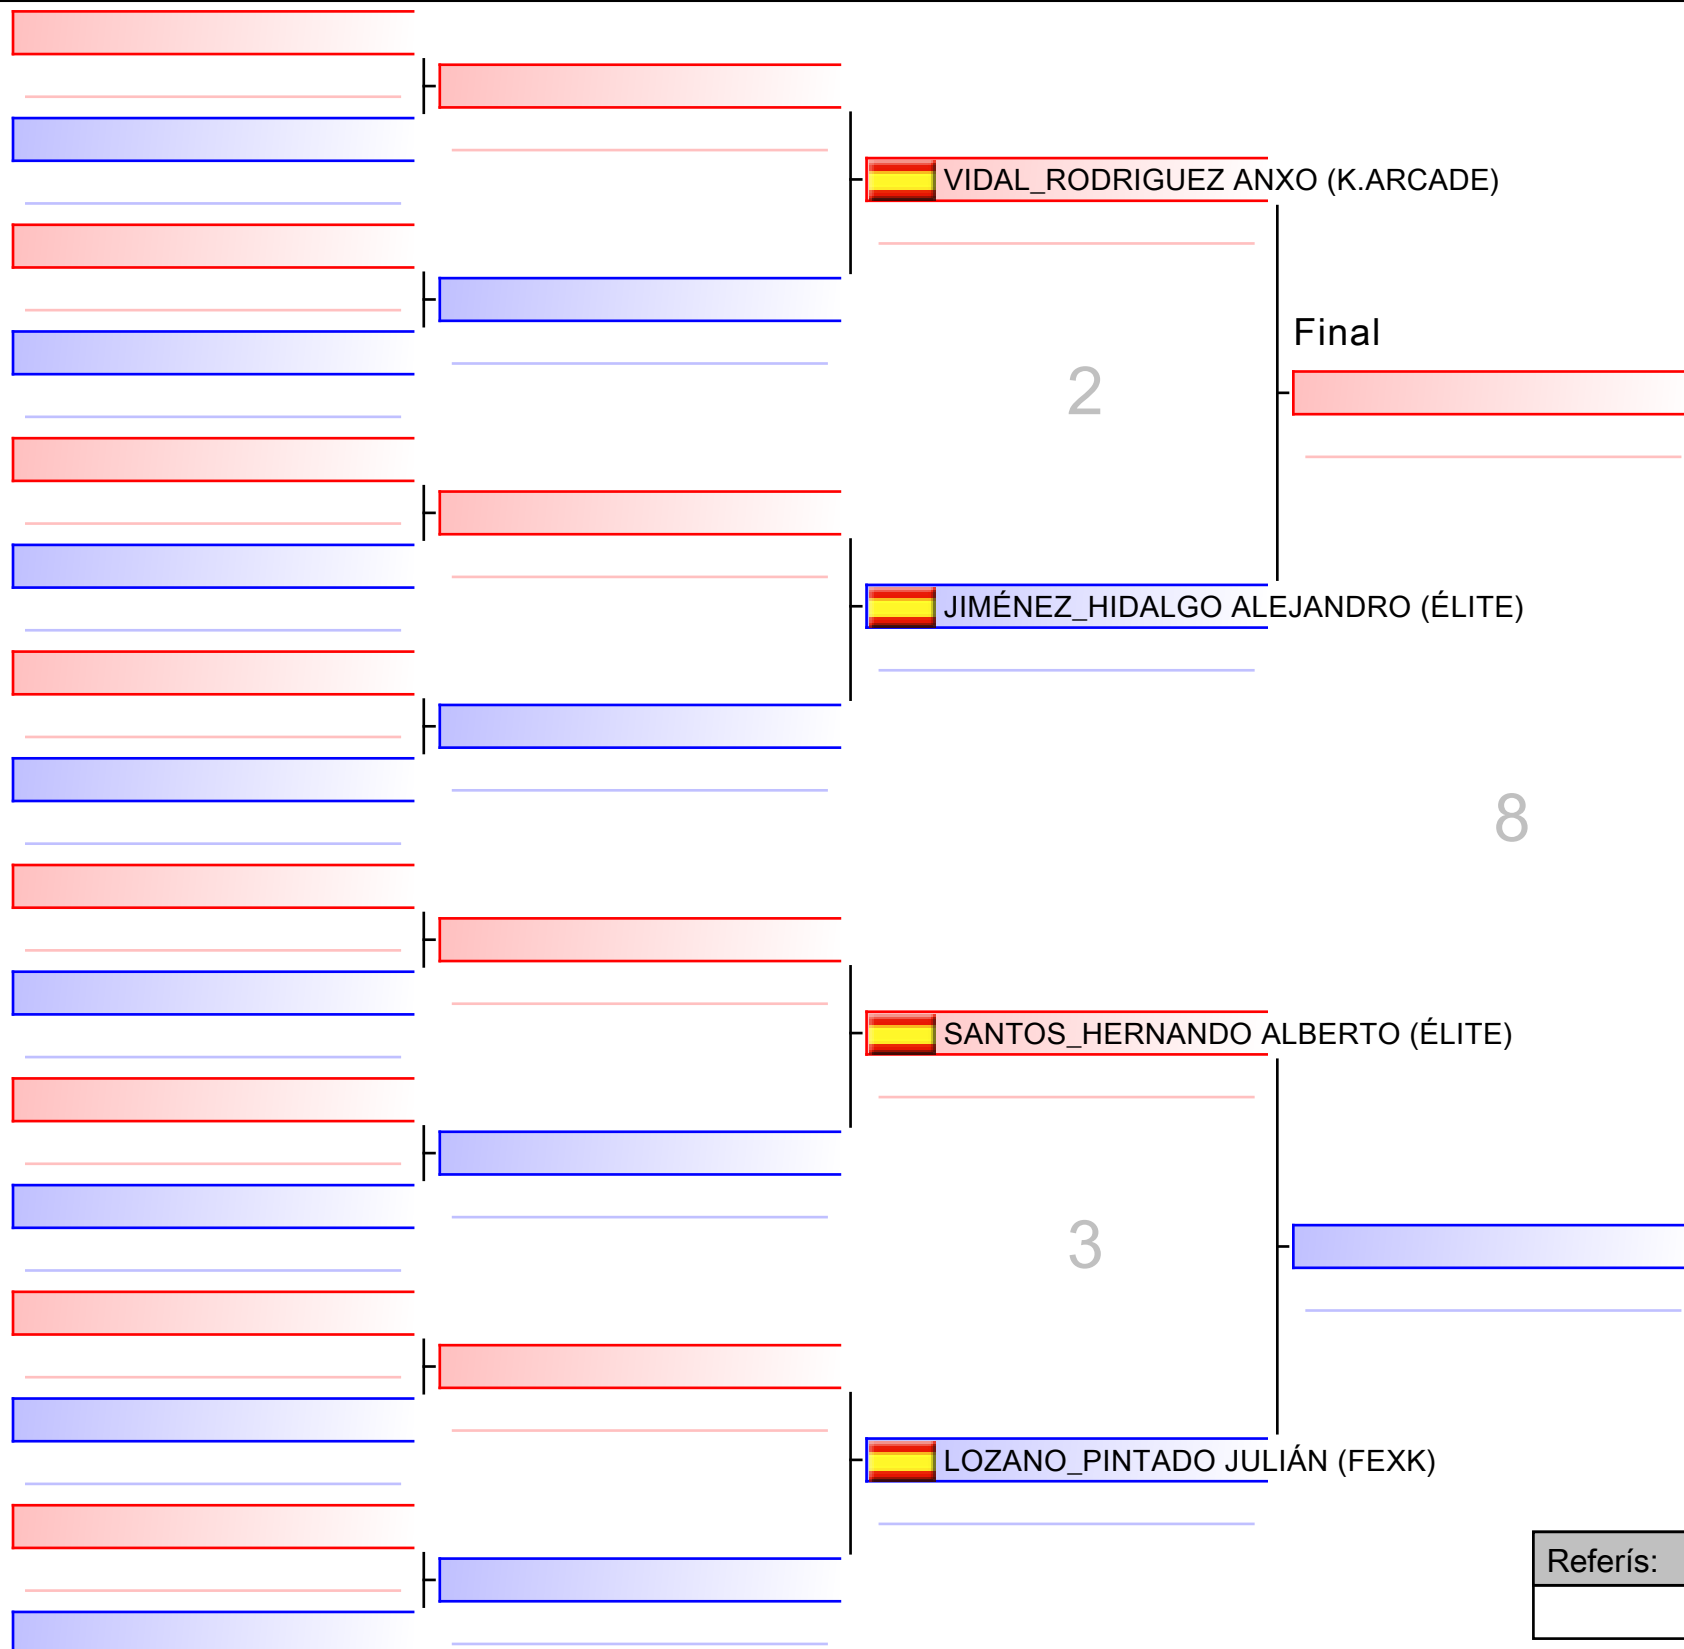 VIDAL_RODRIGUEZ ANXO (K.ARCADE)
Final
2
JIMÉNEZ_HIDALGO ALEJANDRO (ÉLITE)
8
SANTOS_HERNANDO ALBERTO (ÉLITE)
3
LOZANO_PINTADO JULIÁN (FEXK)
Referís: